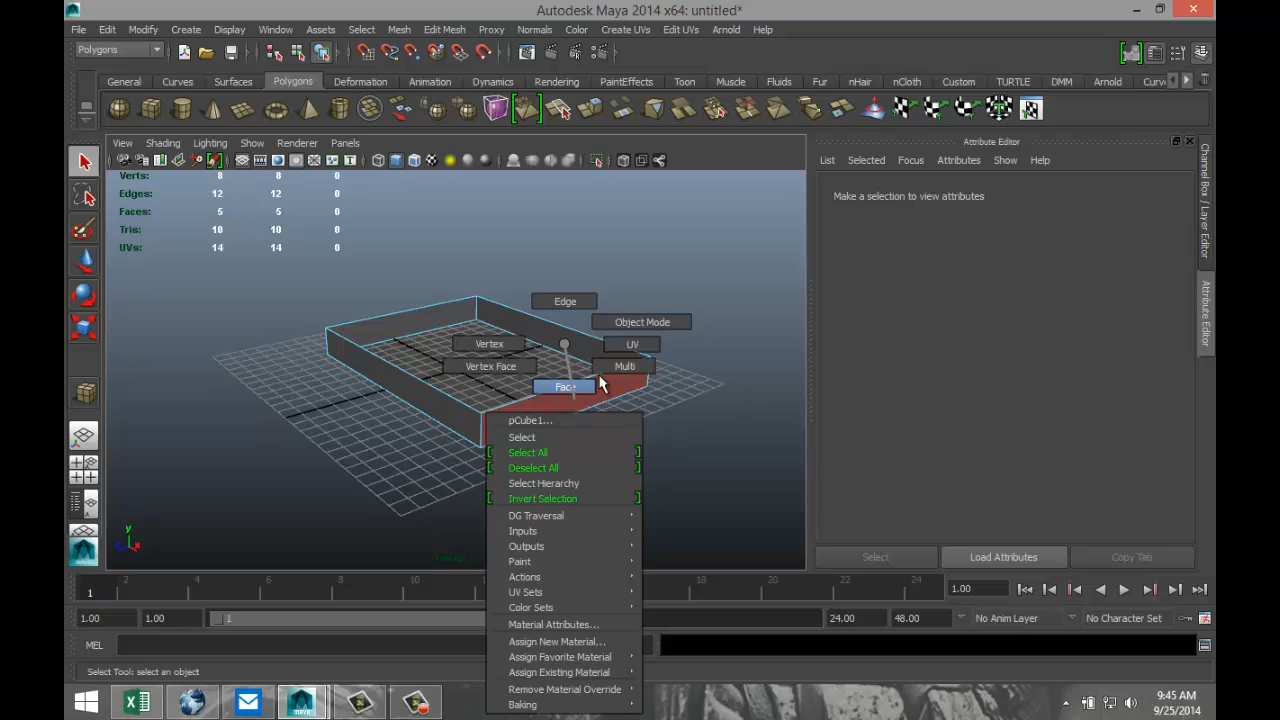 Autodesk Maya 2014 x64: untitled*
File Edit Modify Create Display Window Assets Select Mesh Edit Mesh Proxy Normals Color Create UVs Edit UVs Arnold Help
Polygons
General Curves Surfaces Polygons Deformation Animation Dynamics Rendering PaintEffects Toon Muscle Fluids Fur nHair nCloth Custom TURTLE DMM Arnold Curv
View Shading Lighting Show Renderer Panels
Attribute Editor
List Selected Focus Attributes Show Help
Make a selection to view attributes
Verts: 8 8 0
Edges: 12 12 0
Faces: 5 5 0
Tris: 10 10 0
UVs: 14 14 0
Channel Box / Layer Editor
Attribute Editor
Edge
Object Mode
Vertex
UV
Vertex Face
Multi
Face
pCube1...
Select
Select All
Deselect All
Select Hierarchy
Invert Selection
DG Traversal
Inputs
Outputs
Paint
Actions
UV Sets
Color Sets
Material Attributes...
Assign New Material...
Assign Favorite Material
Assign Existing Material
Remove Material Override
Baking
y
z x
persp
Select Load Attributes Copy Tab
1 2 4 6 8 10 12 16 18 20 22 24 1.00
1.00 1.00 1 24.00 48.00 No Anim Layer No Character Set
MEL
Select Tool: select an object
9:45 AM
9/25/2014